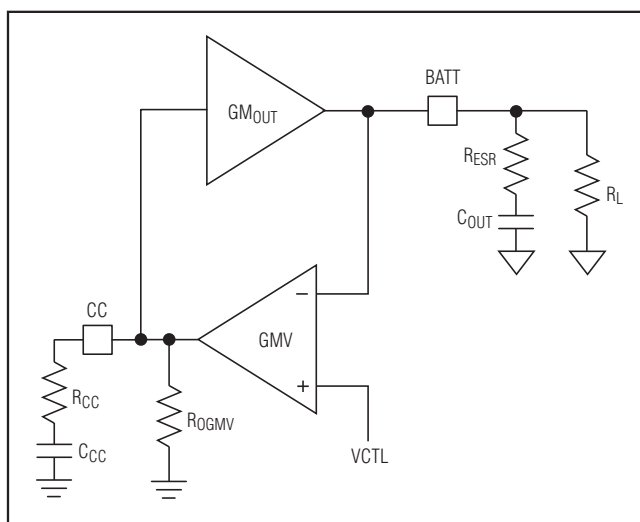 BATT
GMOUT
RESR
COUT
RL
CC
−
GMV
+
RCC
CCC
ROGMV
VCTL